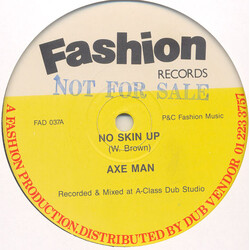 Fashion
RECORDS
NOT FOR SALE
FAD 037A
P&C Fashion Music
NO SKIN UP
(W. Brown)
AXE MAN
Recorded & Mixed at A-Class Dub Studio
A FASHION PRODUCTION, DISTRIBUTED BY DUB VENDOR 01 223 3757